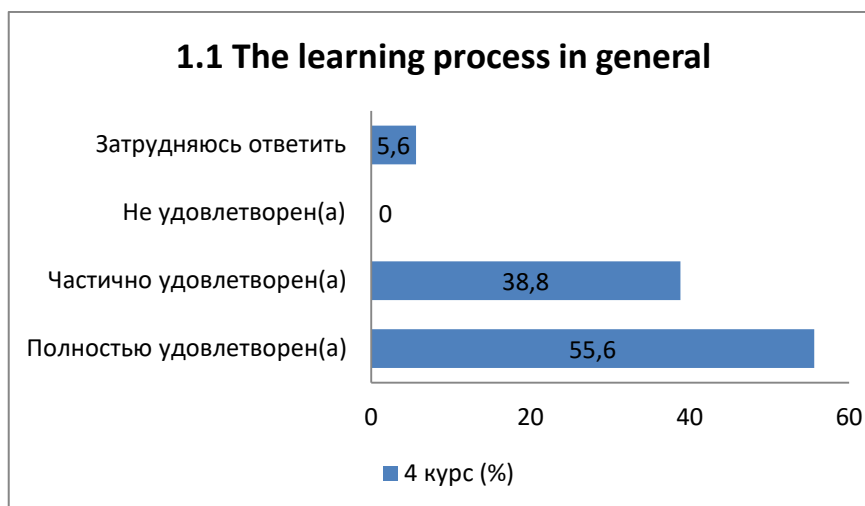 1.1 The learning process in general
Затрудняюсь ответить
5,6
Не удовлетворен(а)
0
Частично удовлетворен(а)
38,8
Полностью удовлетворен(а)
55,6
0 20 40 60
4 курс (%)